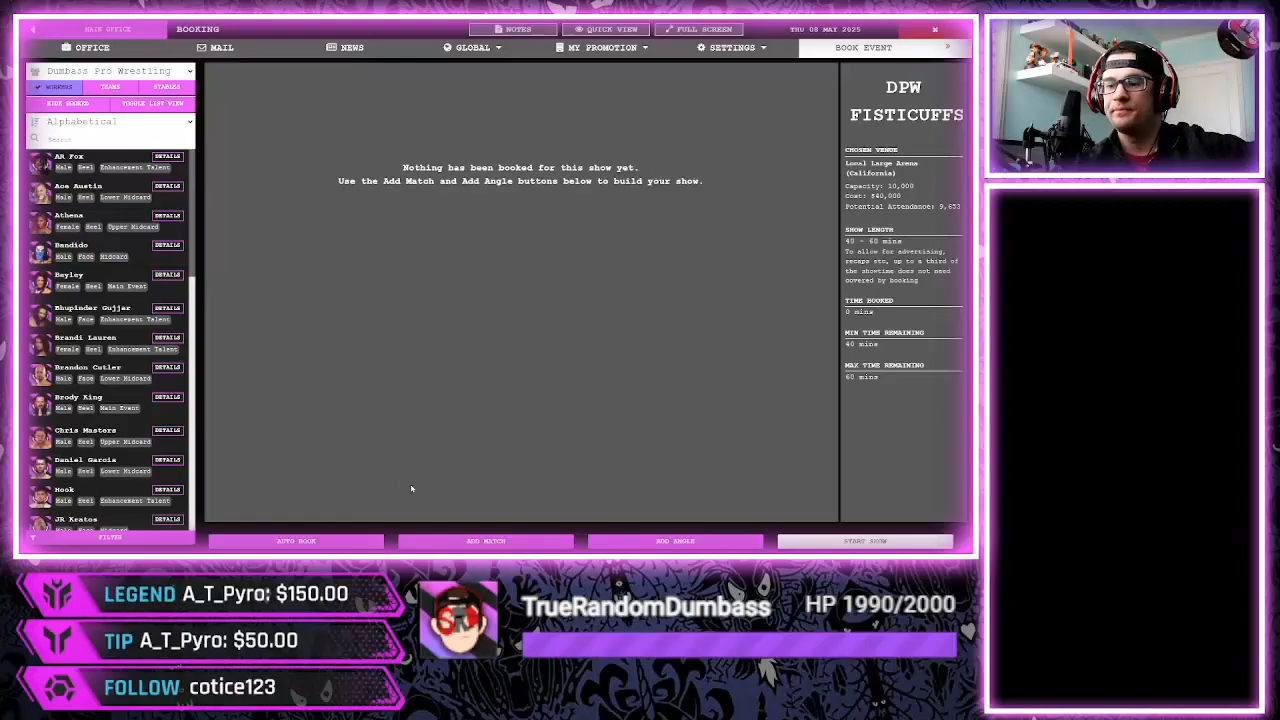 MAIN OFFICE
BOOKING
NOTES
QUICK VIEW
FULL SCREEN
THU 08 MAY 2025
OFFICE
MAIL
NEWS
GLOBAL
MY PROMOTION
SETTINGS
BOOK EVENT
Dumbass Pro Wrestling
WORKERS
TEAMS
STABLES
HIDE BOOKED
TOGGLE LIST VIEW
Alphabetical
Search
AR Fox
DETAILS
Male Heel Enhancement Talent
Ace Austin
DETAILS
Male Heel Lower Midcard
Athena
DETAILS
Female Heel Upper Midcard
Bandido
DETAILS
Male Face Midcard
Bayley
DETAILS
Female Heel Main Event
Bhupinder Gujjar
DETAILS
Male Face Enhancement Talent
Brandi Lauren
DETAILS
Female Heel Enhancement Talent
Brandon Cutler
DETAILS
Male Face Lower Midcard
Brody King
DETAILS
Male Heel Main Event
Chris Masters
DETAILS
Male Heel Upper Midcard
Daniel Garcia
DETAILS
Male Heel Lower Midcard
Hook
DETAILS
Male Heel Enhancement Talent
JR Kratos
DETAILS
FILTER
Nothing has been booked for this show yet.
Use the Add Match and Add Angle buttons below to build your show.
AUTO BOOK
ADD MATCH
ADD ANGLE
START SHOW
DPW
FISTICUFFS
CHOSEN VENUE
Local Large Arena
(California)
Capacity: 10,000
Cost: $40,000
Potential Attendance: 9,653
SHOW LENGTH
40 - 60 mins
To allow for advertising,
recaps etc, up to a third of
the showtime does not need
covered by booking
TIME BOOKED
0 mins
MIN TIME REMAINING
40 mins
MAX TIME REMAINING
60 mins
LEGEND A_T_Pyro: $150.00
TIP A_T_Pyro: $50.00
FOLLOW cotice123
TrueRandomDumbass
HP 1990/2000